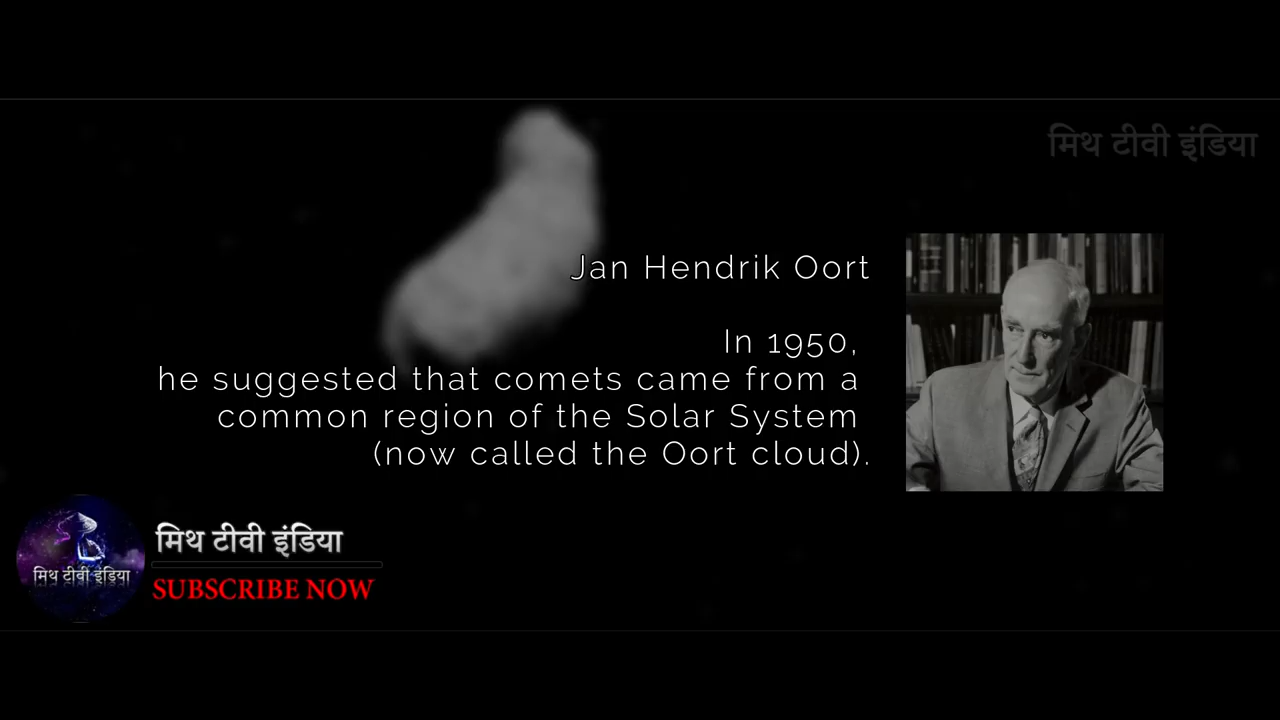 मिथ टीवी इंडिया
Jan Hendrik Oort
In 1950,
he suggested that comets came from a
common region of the Solar System
(now called the Oort cloud).
मिथ टीवी इंडिया
मिथ टीवी इंडिया
SUBSCRIBE NOW